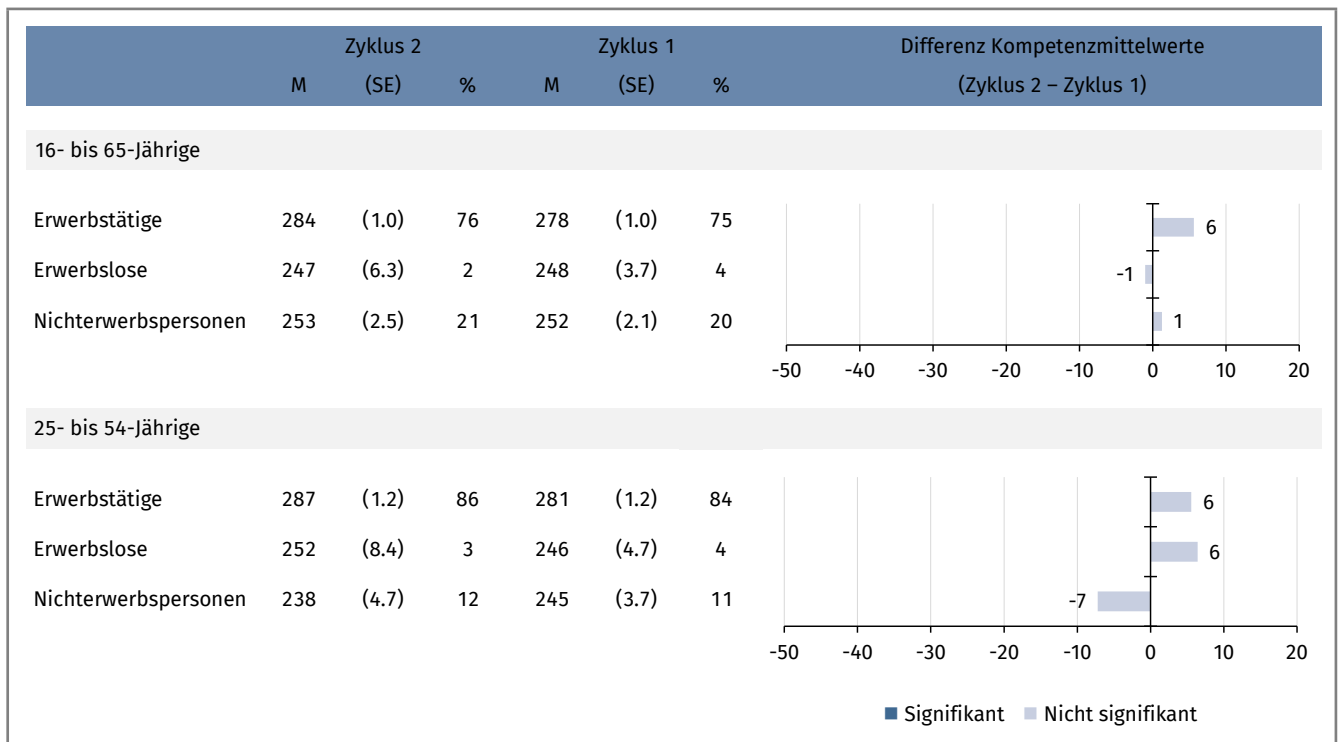 Zyklus 2 Zyklus 1 Differenz Kompetenzmittelwerte
M (SE) % M (SE) % (Zyklus 2 – Zyklus 1)
16- bis 65-Jährige
Erwerbstätige 284 (1.0) 76 278 (1.0) 75 6
Erwerbslose 247 (6.3) 2 248 (3.7) 4 -1
Nichterwerbspersonen 253 (2.5) 21 252 (2.1) 20 1
-50 -40 -30 -20 -10 0 10 20
25- bis 54-Jährige
Erwerbstätige 287 (1.2) 86 281 (1.2) 84 6
Erwerbslose 252 (8.4) 3 246 (4.7) 4 6
Nichterwerbspersonen 238 (4.7) 12 245 (3.7) 11 -7
-50 -40 -30 -20 -10 0 10 20
Signifikant Nicht signifikant